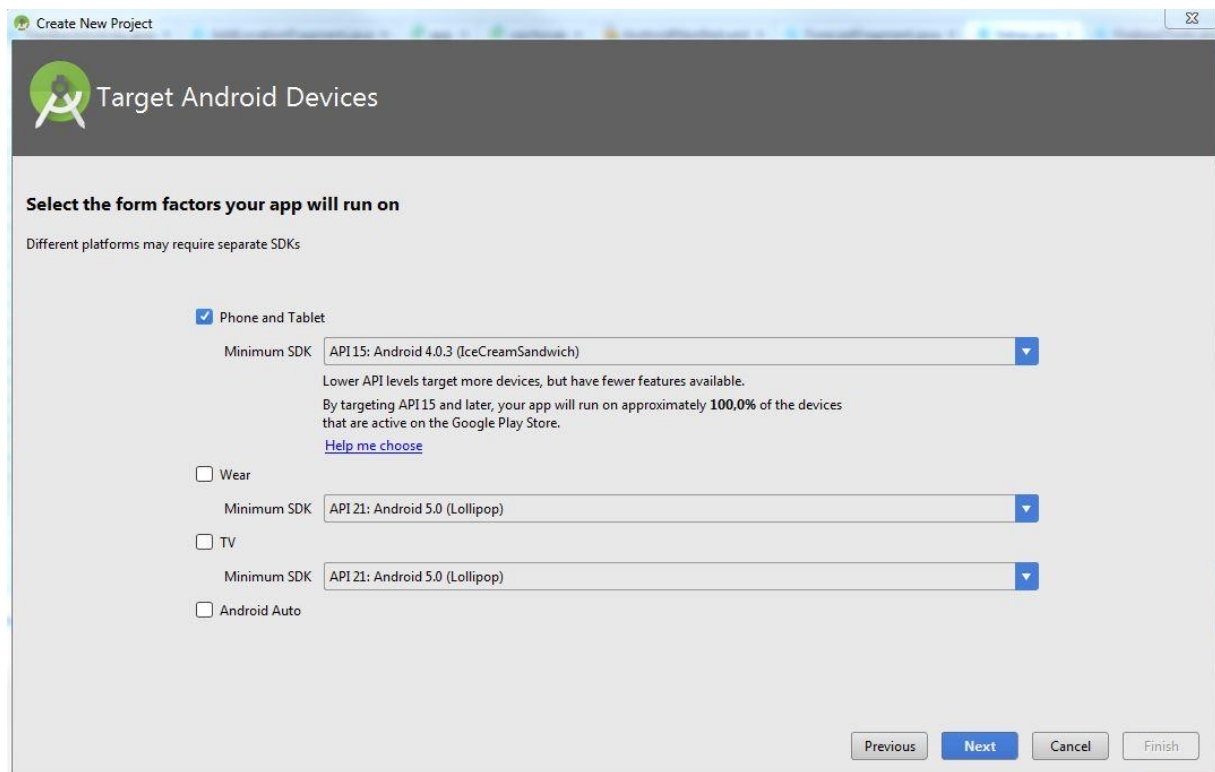 Create New Project
Target Android Devices
Select the form factors your app will run on
Different platforms may require separate SDKs
Phone and Tablet
Minimum SDK API 15: Android 4.0.3 (IceCreamSandwich)
Lower API levels target more devices, but have fewer features available.
By targeting API 15 and later, your app will run on approximately 100,0% of the devices
that are active on the Google Play Store.
Help me choose
Wear
Minimum SDK API 21: Android 5.0 (Lollipop)
TV
Minimum SDK API 21: Android 5.0 (Lollipop)
Android Auto
Previous Next Cancel Finish